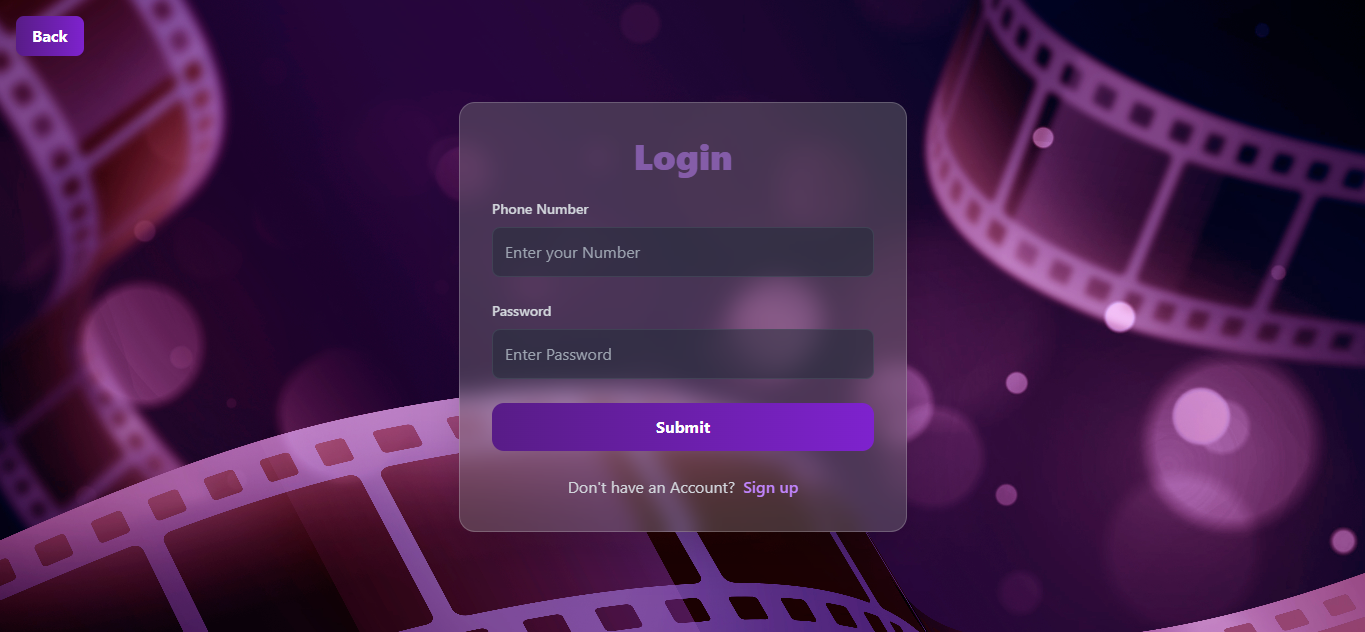 Back
Login
Phone Number
Enter your Number
Password
Enter Password
Submit
Don't have an Account? Sign up